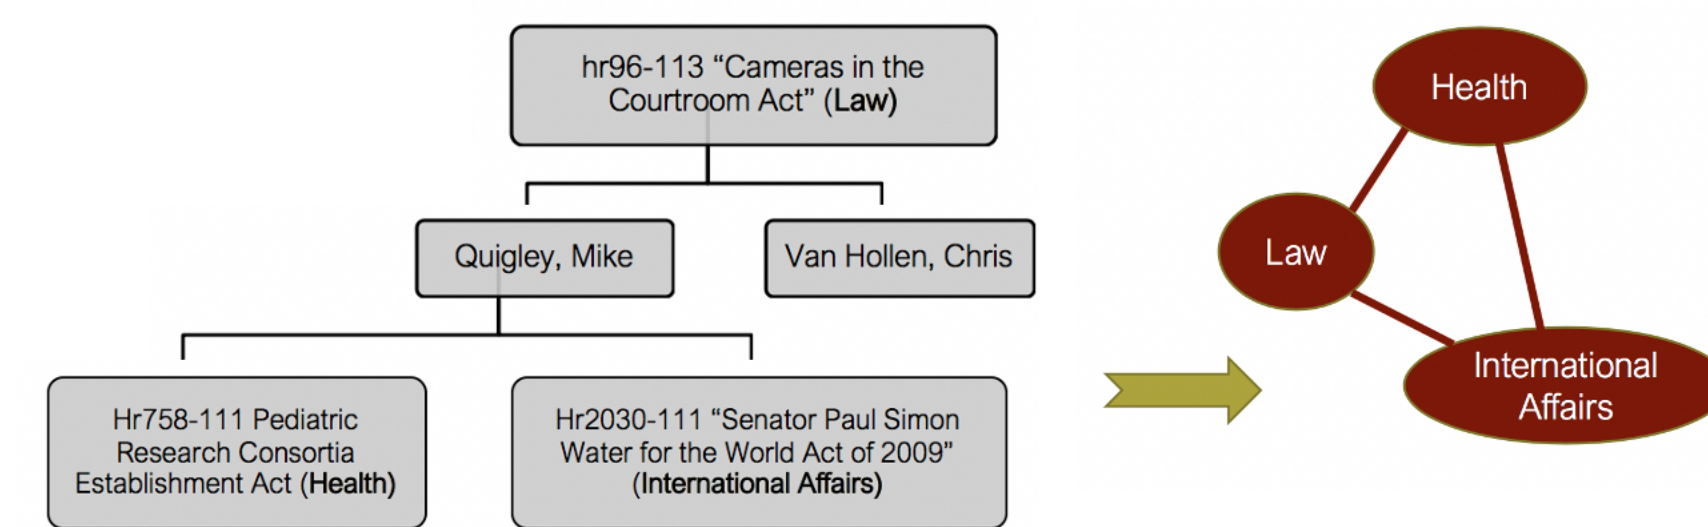 hr96-113 “Cameras in the
Courtroom Act” (Law)
Quigley, Mike
Van Hollen, Chris
Hr758-111 Pediatric
Research Consortia
Establishment Act (Health)
Hr2030-111 “Senator Paul Simon
Water for the World Act of 2009”
(International Affairs)
Health
Law
International
Affairs